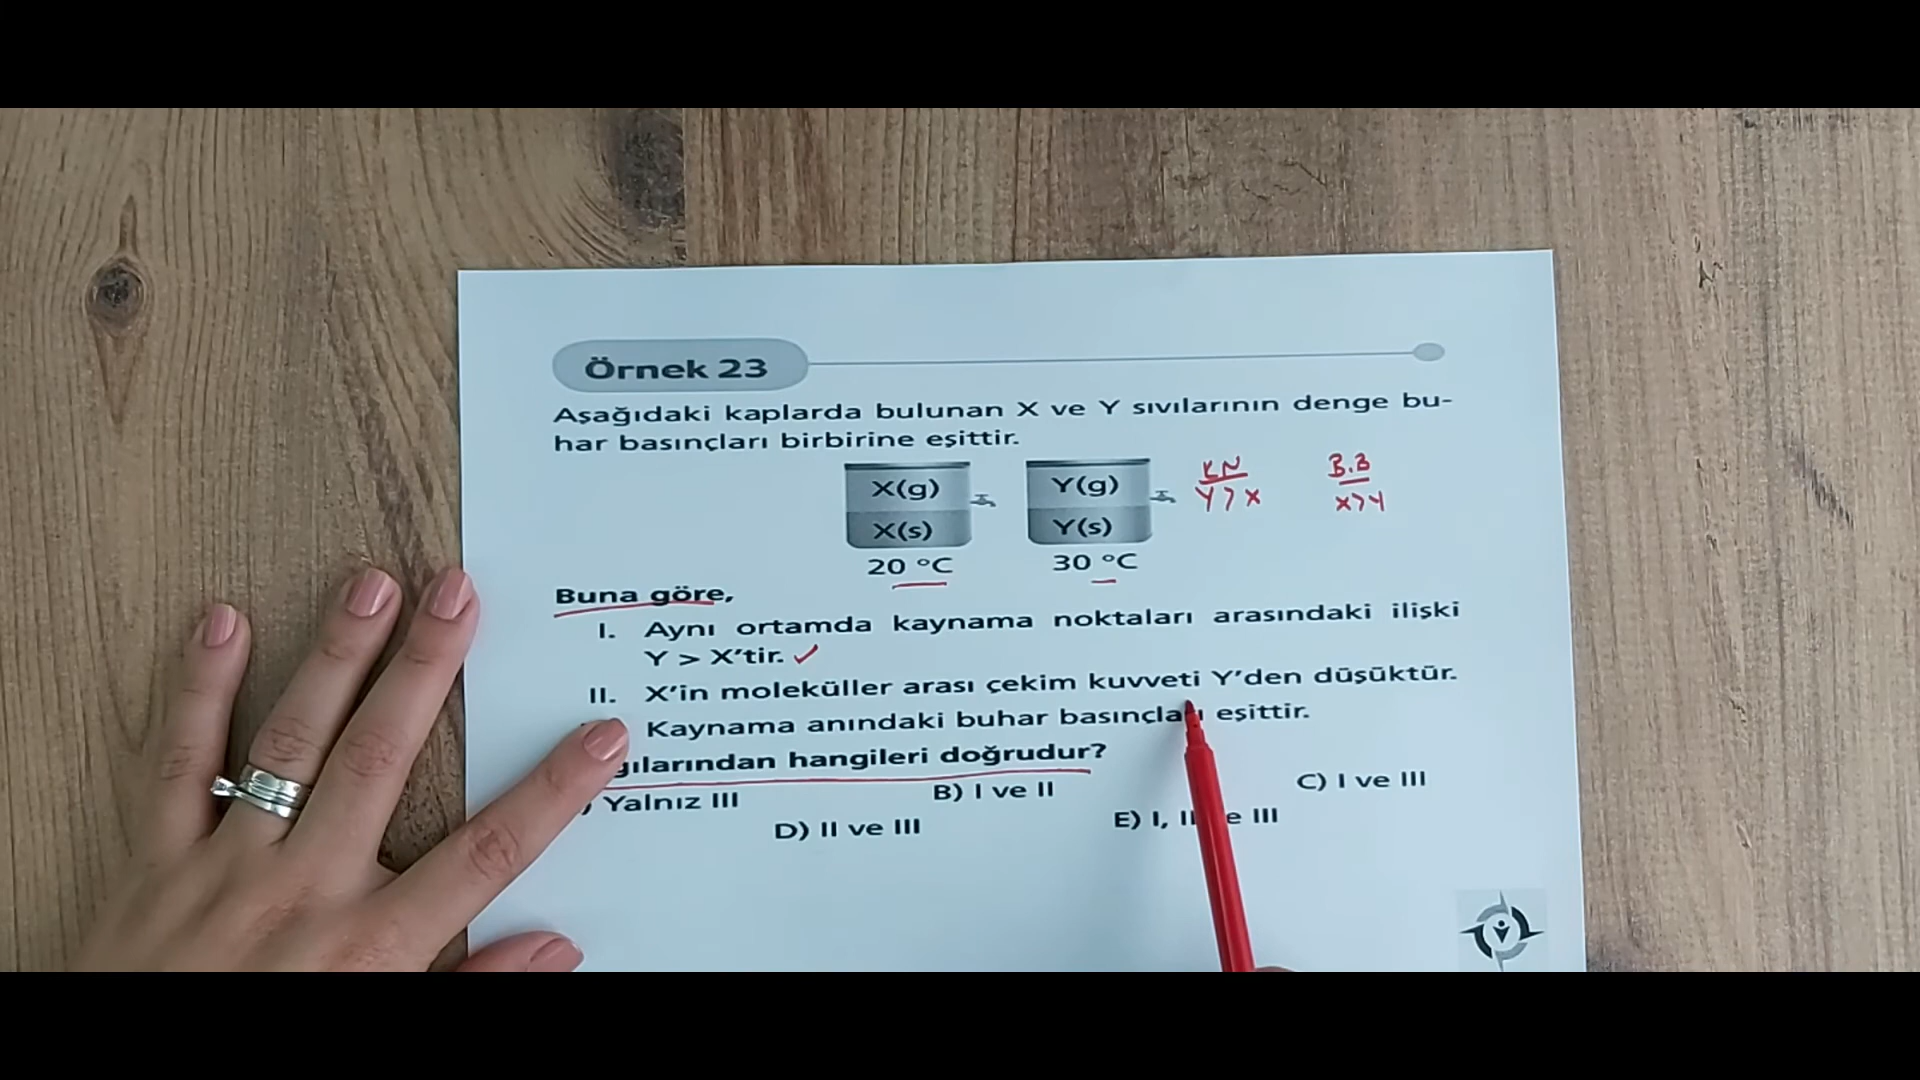 Örnek 23
Aşağıdaki kaplarda bulunan X ve Y sıvılarının denge bu-
har basınçları birbirine eşittir.
X(g)
X(s)
20 °C
Y(g)
Y(s)
30 °C
KN
Y > X
B.B
X > Y
Buna göre,
I. Aynı ortamda kaynama noktaları arasındaki ilişki
Y > X'tir. ✓
II. X'in moleküller arası çekim kuvveti Y'den düşüktür.
Kaynama anındaki buhar eşittir.
hangileri doğrudur?
Yalnız III
B) I ve II
C) I ve III
D) II ve III
E) I, III